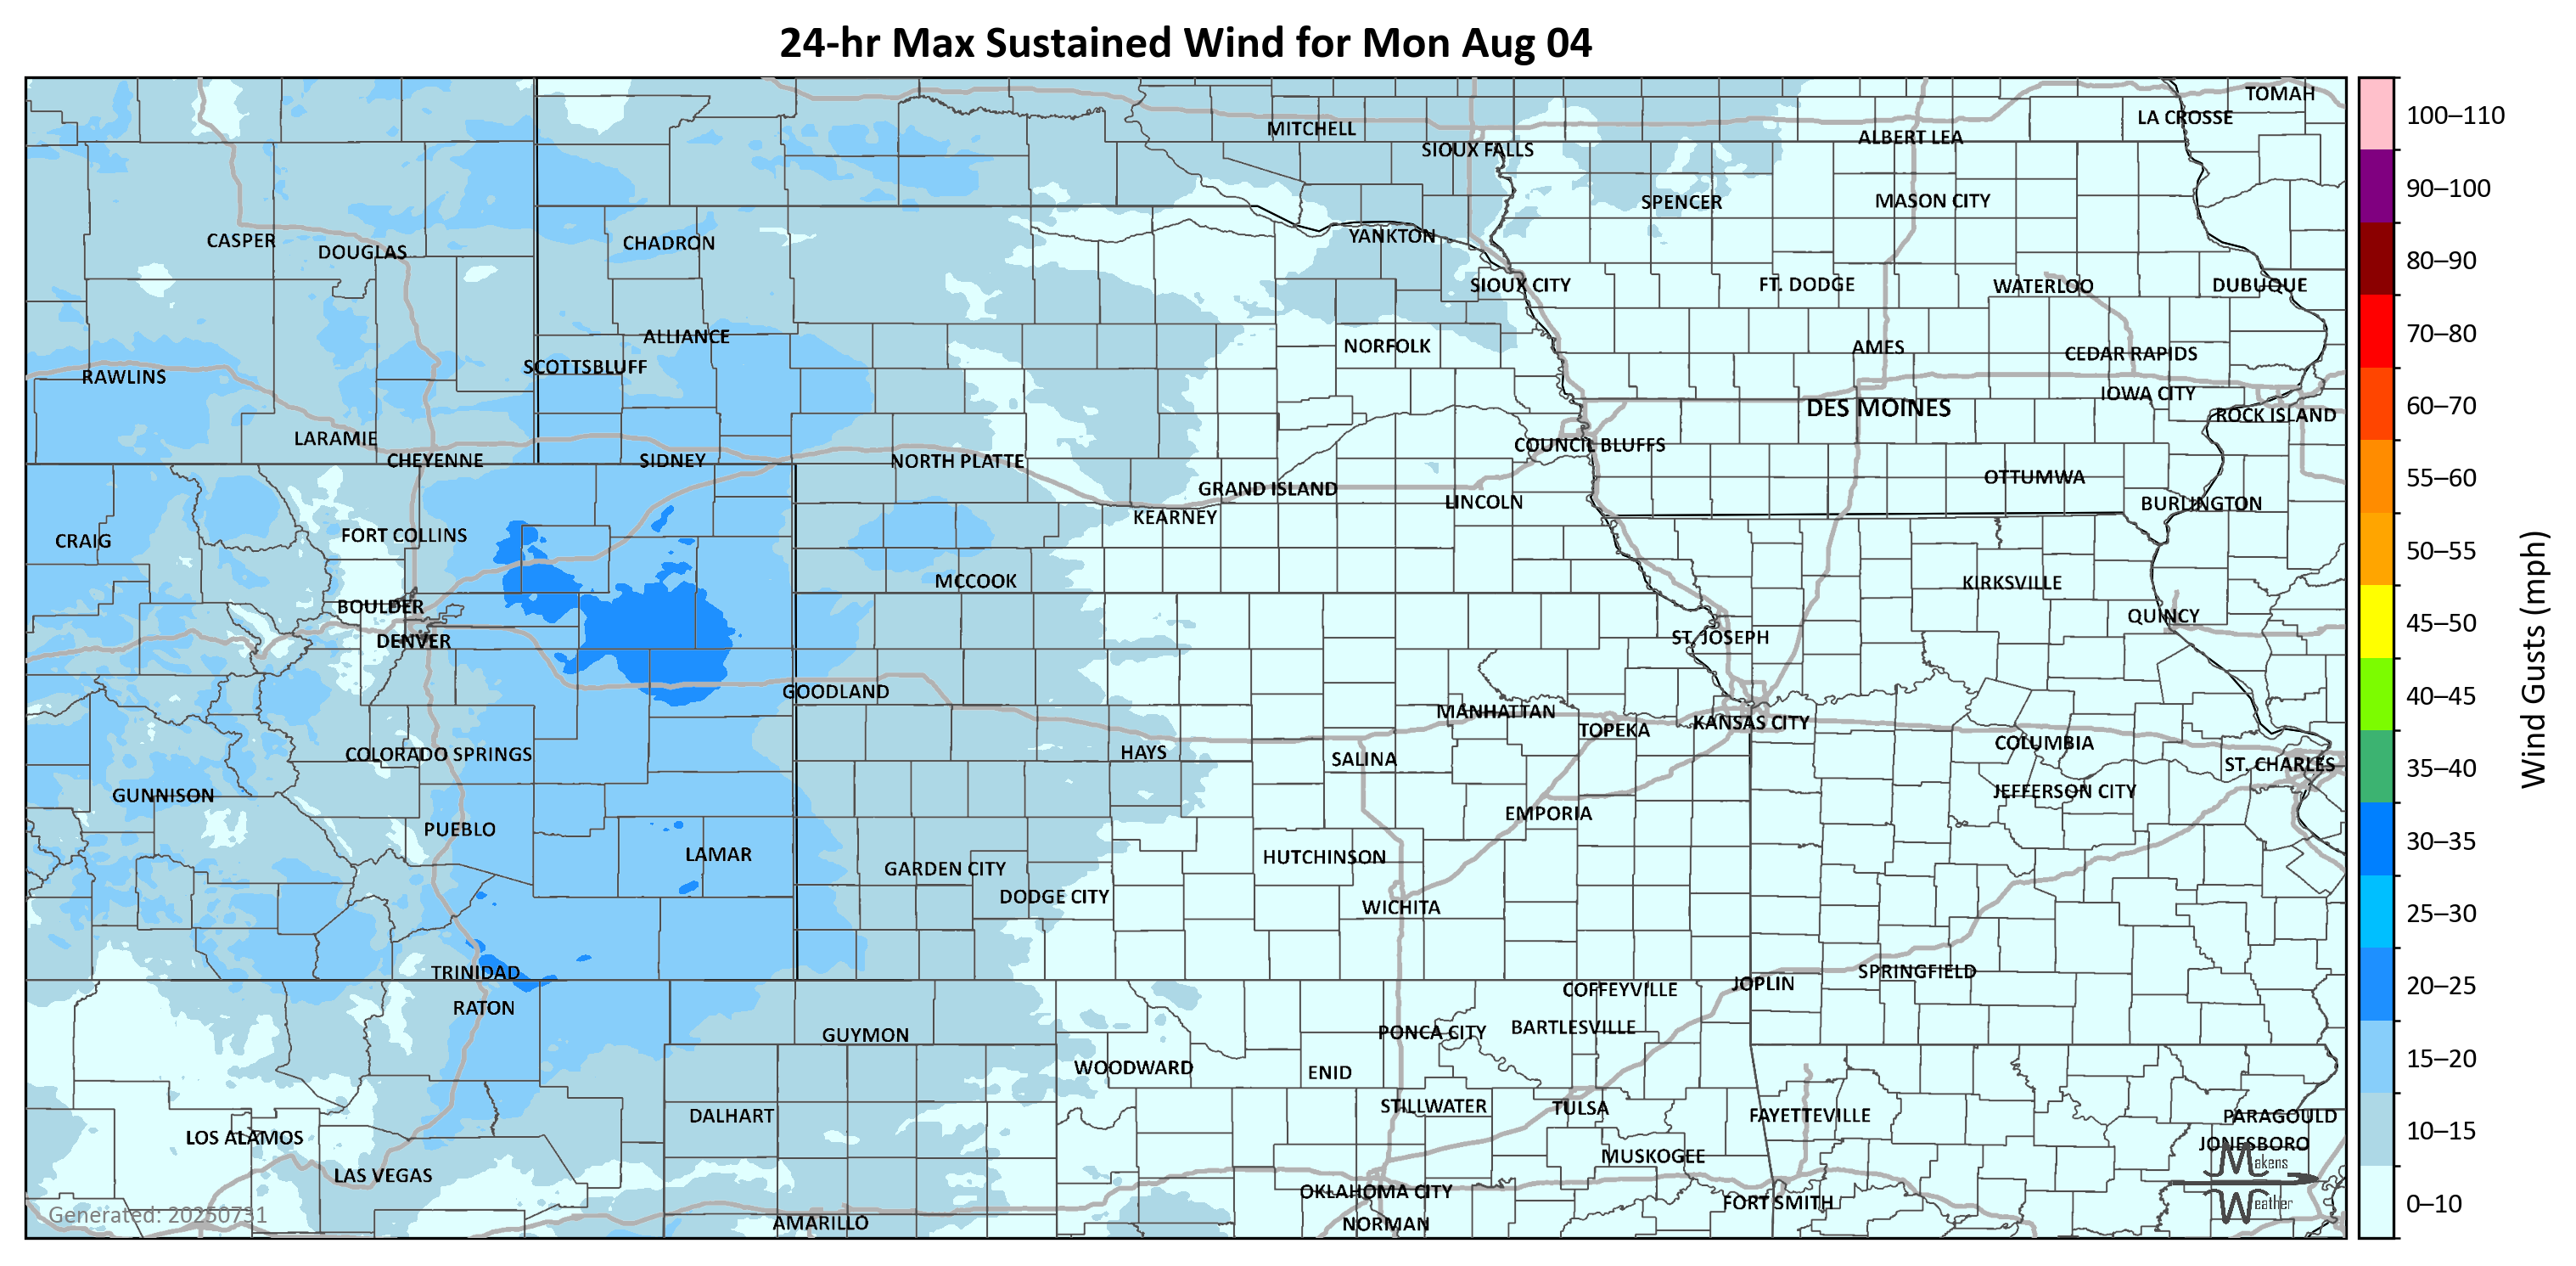 24-hr Max Sustained Wind for Mon Aug 04
TOMAH
LA CROSSE
MITCHELL
ALBERT LEA
SIOUX FALLS
SPENCER
MASON CITY
CASPER
DOUGLAS
CHADRON
YANKTON
SIOUX CITY
FT. DODGE
WATERLOO
DUBUQUE
ALLIANCE
NORFOLK
AMES
CEDAR RAPIDS
SCOTTSBLUFF
RAWLINS
IOWA CITY
DES MOINES
ROCK ISLAND
LARAMIE
COUNCIL BLUFFS
CHEYENNE
SIDNEY
NORTH PLATTE
OTTUMWA
GRAND ISLAND
LINCOLN
BURLINGTON
KEARNEY
CRAIG
FORT COLLINS
MCCOOK
KIRKSVILLE
BOULDER
QUINCY
DENVER
ST. JOSEPH
GOODLAND
MANHATTAN
TOPEKA
KANSAS CITY
COLUMBIA
COLORADO SPRINGS
HAYS
SALINA
ST. CHARLES
GUNNISON
JEFFERSON CITY
EMPORIA
PUEBLO
LAMAR
HUTCHINSON
GARDEN CITY
DODGE CITY
WICHITA
TRINIDAD
SPRINGFIELD
JOPLIN
COFFEYVILLE
RATON
GUYMON
PONCA CITY
BARTLESVILLE
WOODWARD
ENID
STILLWATER
TULSA
DALHART
FAYETTEVILLE
PARAGOULD
LOS ALAMOS
JONESBORO
MUSKOGEE
LAS VEGAS
OKLAHOMA CITY
FORT SMITH
AMARILLO
NORMAN
Generated: 20250731
Makens
Weather
100–110
90–100
80–90
70–80
60–70
55–60
50–55
45–50
40–45
35–40
30–35
25–30
20–25
15–20
10–15
0–10
Wind Gusts (mph)